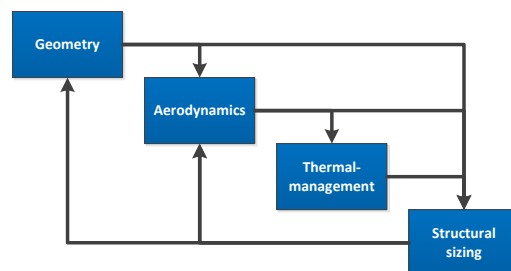 Geometry
Aerodynamics
Thermal-
management
Structural
sizing